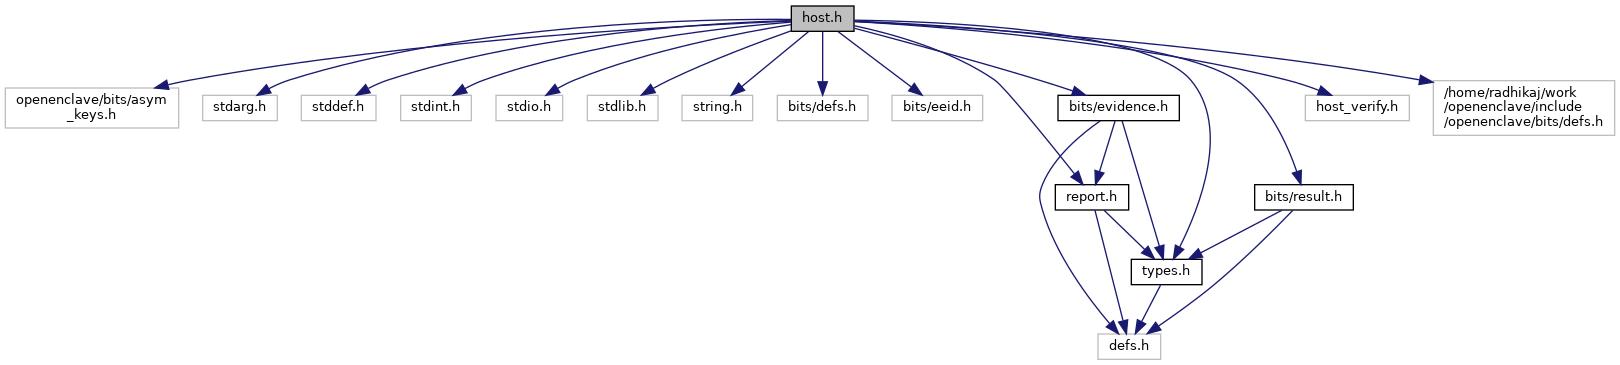 host.h
openenclave/bits/asym
_keys.h
stdarg.h
stddef.h
stdint.h
stdio.h
stdlib.h
string.h
bits/defs.h
bits/eeid.h
bits/evidence.h
host_verify.h
/home/radhikaj/work
/openenclave/include
/openenclave/bits/defs.h
report.h
bits/result.h
types.h
defs.h